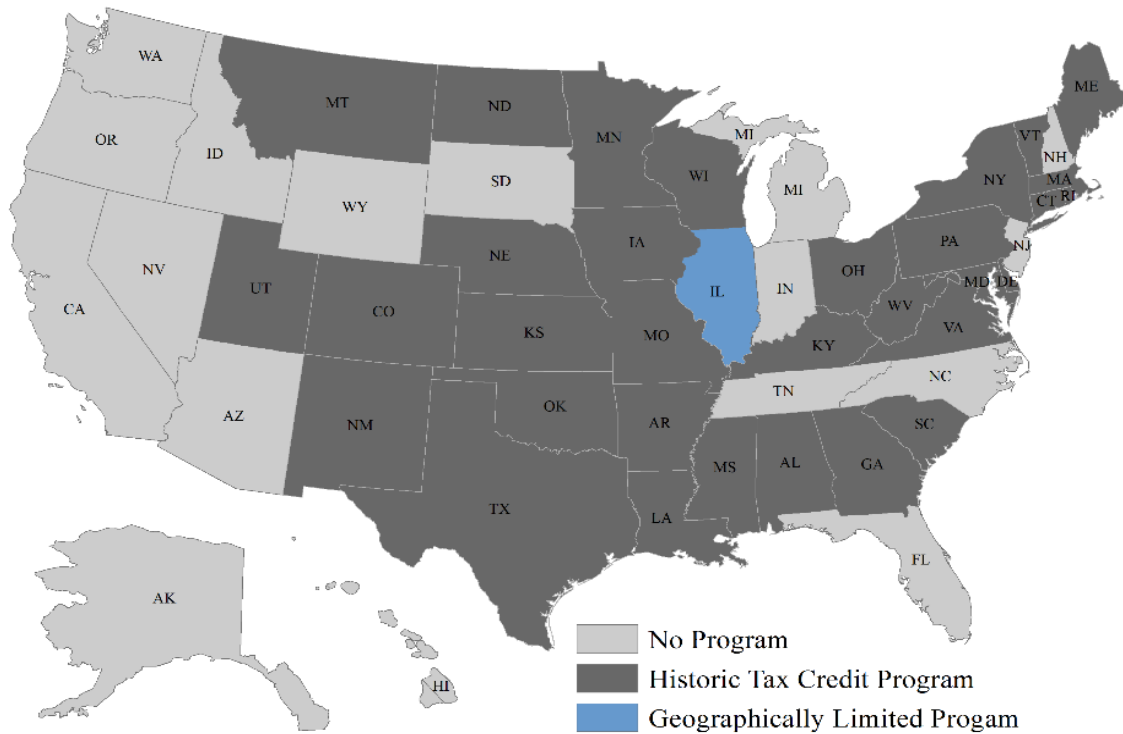 WA
MT
ND
MN
ME
OR
ID
SD
WI
MI
VT
NH
WY
MI
NY
MA
CT
RI
NV
UT
NE
IA
PA
NJ
CA
CO
IL
IN
OH
MD
DE
KS
MO
WV
VA
KY
AZ
NM
OK
AR
TN
NC
SC
MS
AL
GA
TX
LA
FL
AK
HI
No Program
Historic Tax Credit Program
Geographically Limited Progam